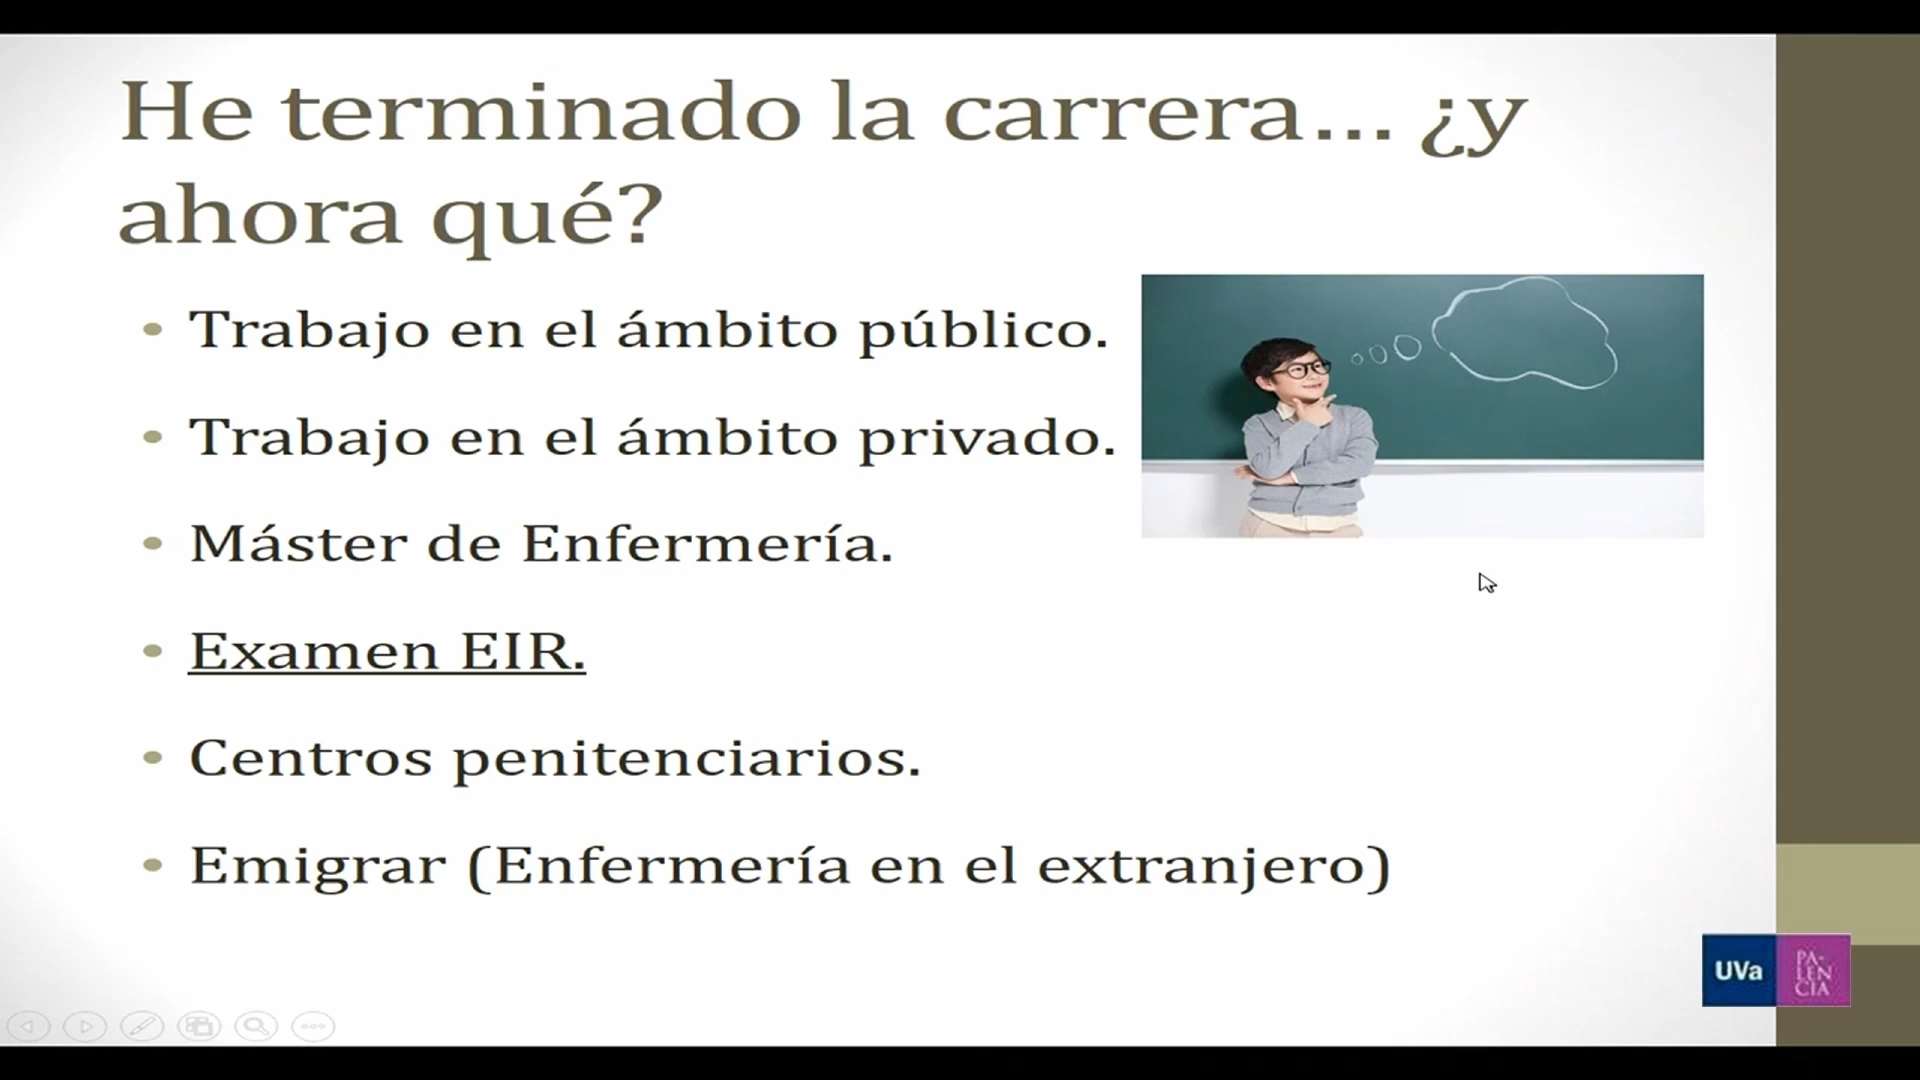 He terminado la carrera... ¿y
ahora qué?
• Trabajo en el ámbito público.
• Trabajo en el ámbito privado.
• Máster de Enfermería.
• Examen EIR.
• Centros penitenciarios.
• Emigrar (Enfermería en el extranjero)
UVa
PA-
LEN
CIA